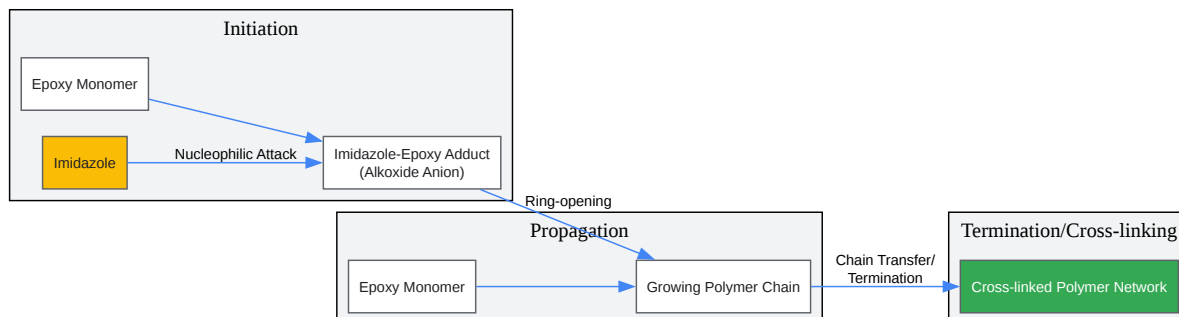 Initiation
Epoxy Monomer
Imidazole
Nucleophilic Attack
Imidazole-Epoxy Adduct
(Alkoxide Anion)
Ring-opening
Propagation
Epoxy Monomer
Growing Polymer Chain
Chain Transfer/
Termination
Termination/Cross-linking
Cross-linked Polymer Network